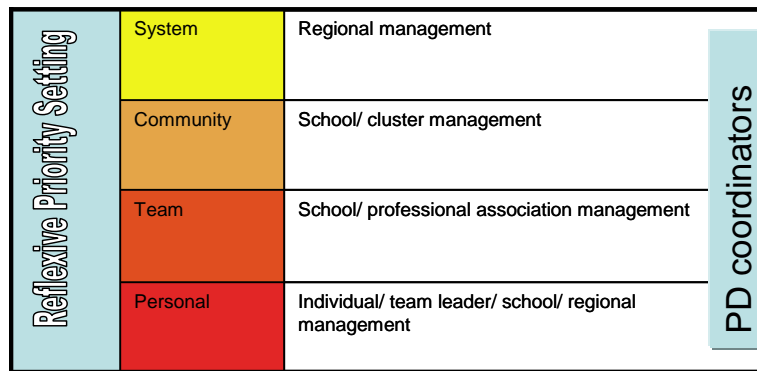 Reflexive Priority Setting
System
Regional management
Community
School/ cluster management
Team
School/ professional association management
Personal
Individual/ team leader/ school/ regional
management
PD coordinators